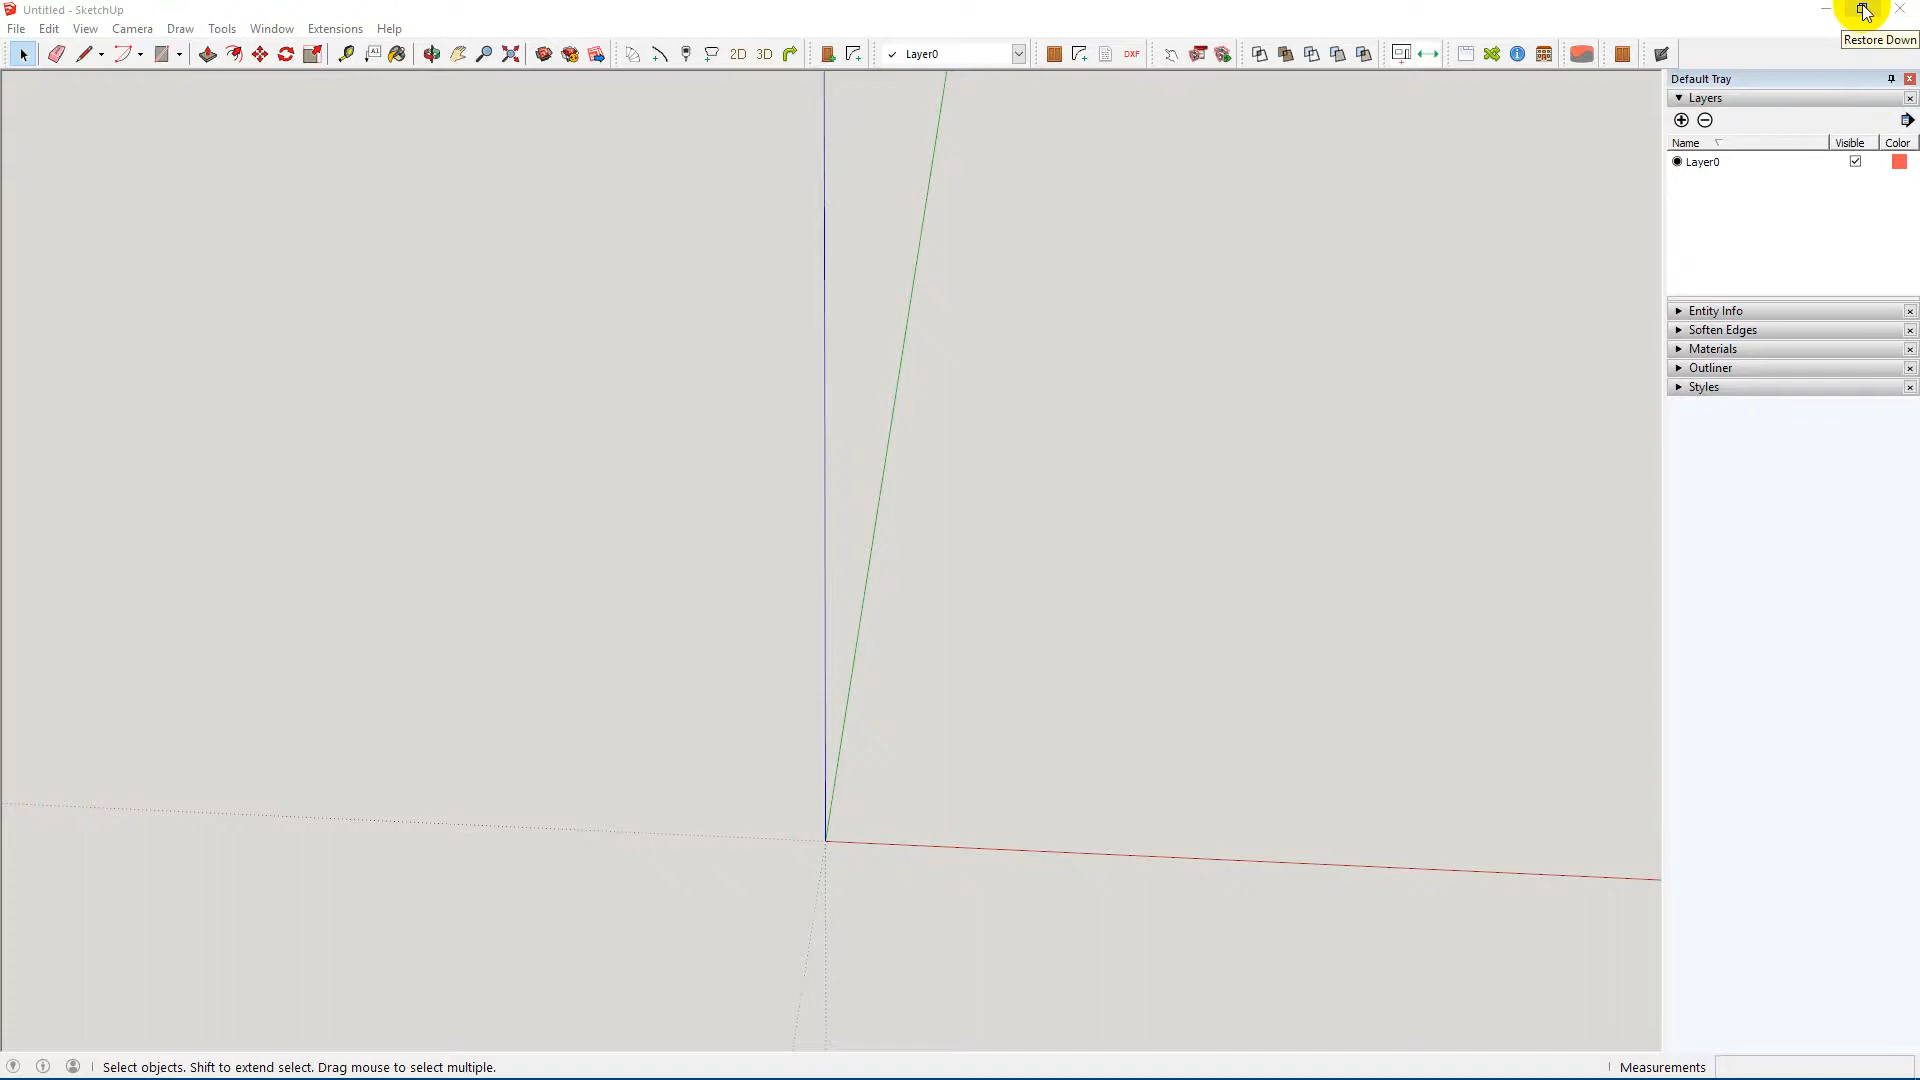 Untitled - SketchUp
File Edit View Camera Draw Tools Window Extensions Help
Restore Down
2D 3D Layer0 DXF
Default Tray
Layers
Name Visible Color
Layer0
Entity Info
Soften Edges
Materials
Outliner
Styles
Select objects. Shift to extend select. Drag mouse to select multiple. Measurements